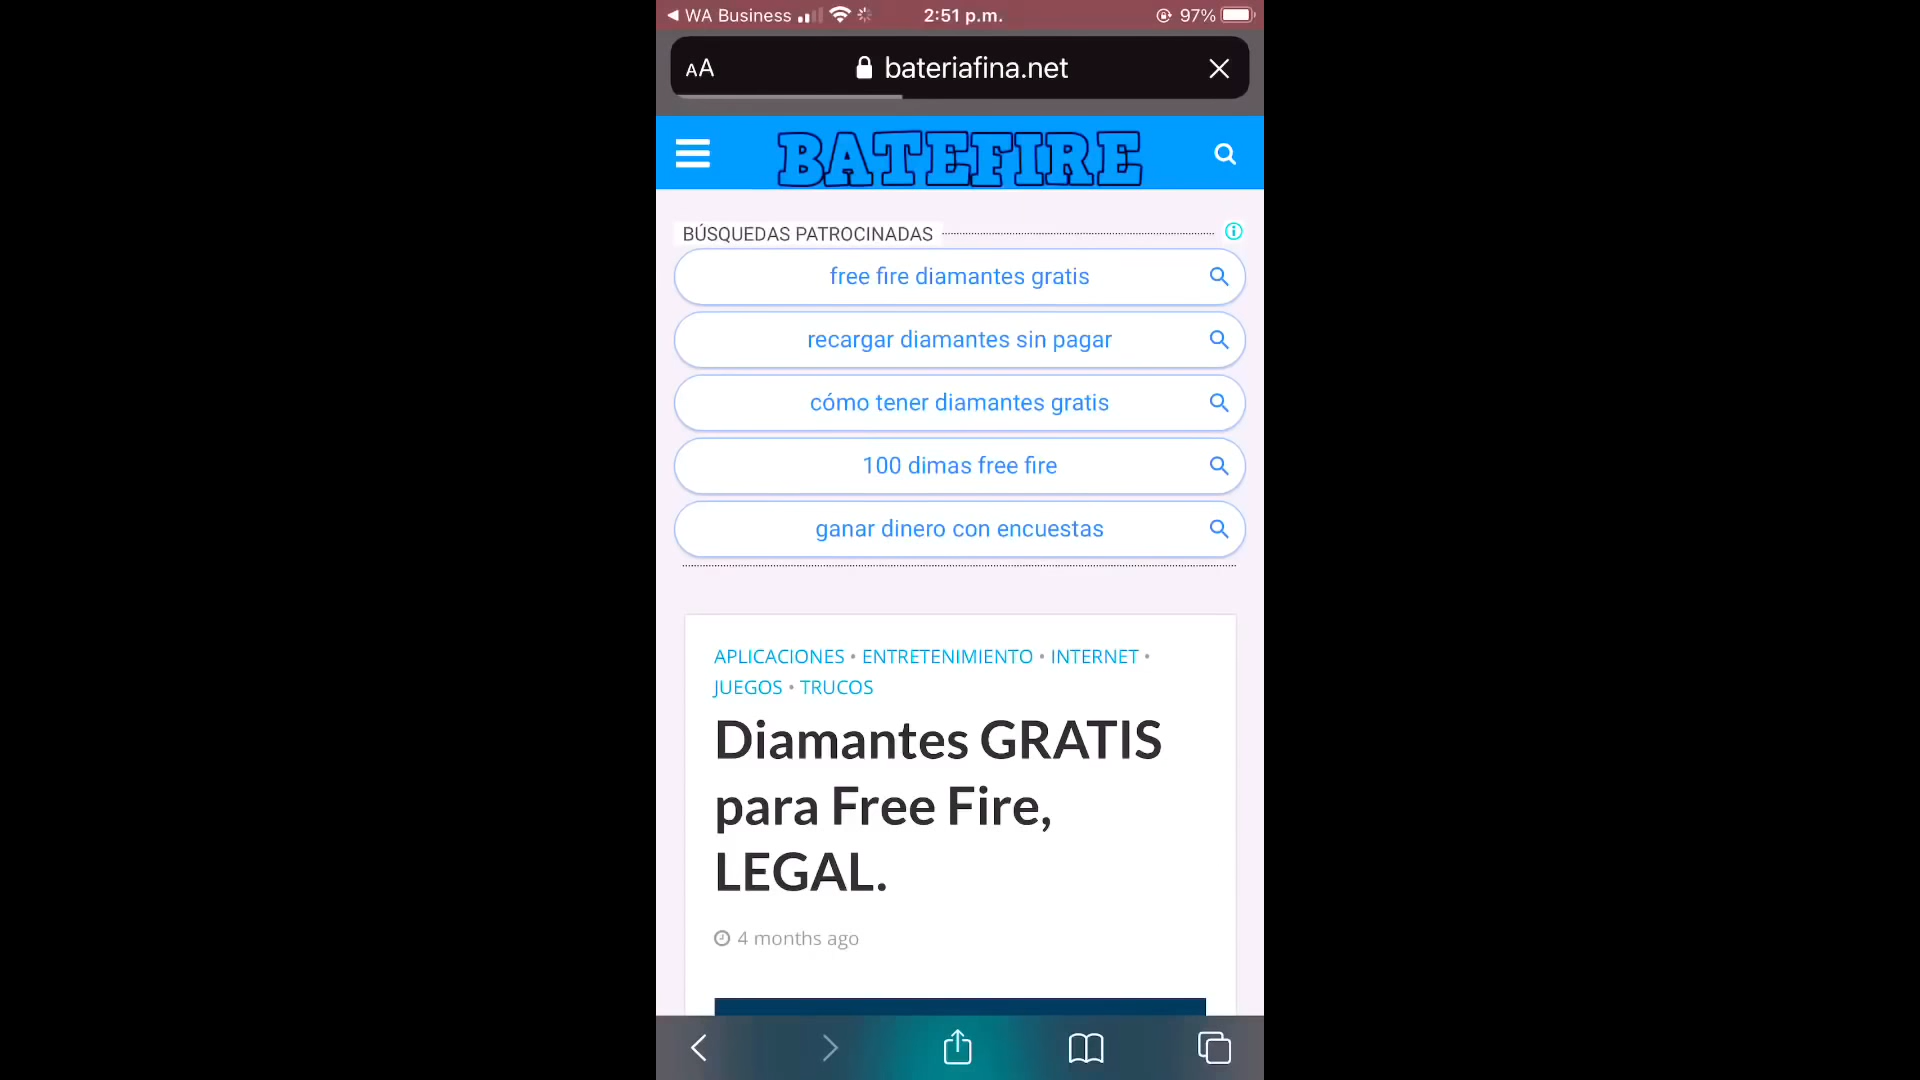 WA Business 2:51 p.m. 97%
AA bateriafina.net
BATEFIRE
BÚSQUEDAS PATROCINADAS
free fire diamantes gratis
recargar diamantes sin pagar
cómo tener diamantes gratis
100 dimas free fire
ganar dinero con encuestas
APLICACIONES • ENTRETENIMIENTO • INTERNET •
JUEGOS • TRUCOS
Diamantes GRATIS
para Free Fire,
LEGAL.
4 months ago